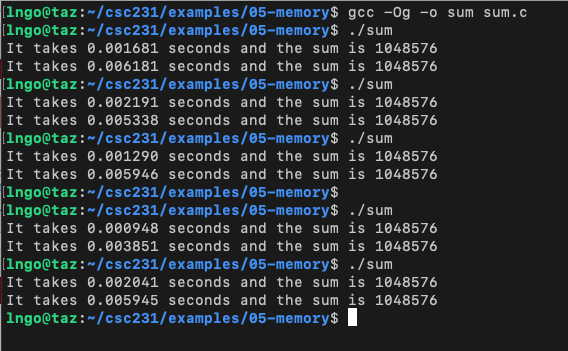 [lngo@taz:~/csc231/examples/05-memory$ gcc -Og -o sum sum.c
[lngo@taz:~/csc231/examples/05-memory$ ./sum
It takes 0.001681 seconds and the sum is 1048576
It takes 0.006181 seconds and the sum is 1048576
[lngo@taz:~/csc231/examples/05-memory$ ./sum
It takes 0.002191 seconds and the sum is 1048576
It takes 0.005338 seconds and the sum is 1048576
[lngo@taz:~/csc231/examples/05-memory$ ./sum
It takes 0.001290 seconds and the sum is 1048576
It takes 0.005946 seconds and the sum is 1048576
[lngo@taz:~/csc231/examples/05-memory$
[lngo@taz:~/csc231/examples/05-memory$ ./sum
It takes 0.000948 seconds and the sum is 1048576
It takes 0.003851 seconds and the sum is 1048576
[lngo@taz:~/csc231/examples/05-memory$ ./sum
It takes 0.002041 seconds and the sum is 1048576
It takes 0.005945 seconds and the sum is 1048576
lngo@taz:~/csc231/examples/05-memory$